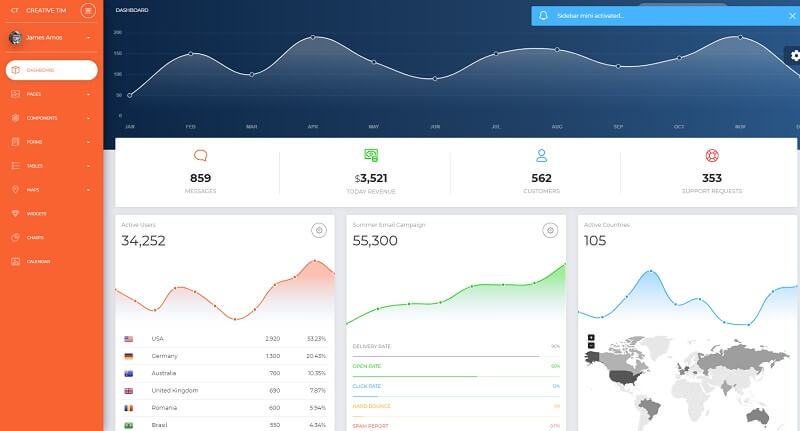 CT CREATIVE TIM
James Amos
DASHBOARD
PAGES
COMPONENTS
FORMS
TABLES
MAPS
WIDGETS
CHARTS
CALENDAR
DASHBOARD
Sidebar mini activated...
200
150
100
50
0
JAN FEB MAR APR MAY JUN JUL AUG SEP OCT NOV
859
MESSAGES
$3,521
TODAY REVENUE
562
CUSTOMERS
353
SUPPORT REQUESTS
Active Users
34,252
USA 2.920 53.23%
Germany 1.300 20.43%
Australia 760 10.35%
United Kingdom 690 7.87%
Romania 600 5.94%
Brasil 550 4.34%
Summer Email Campaign
55,300
DELIVERY RATE 90%
OPEN RATE 60%
CLICK RATE 12%
HARD BOUNCE
SPAM REPORT 0.11%
Active Countries
105
+
-